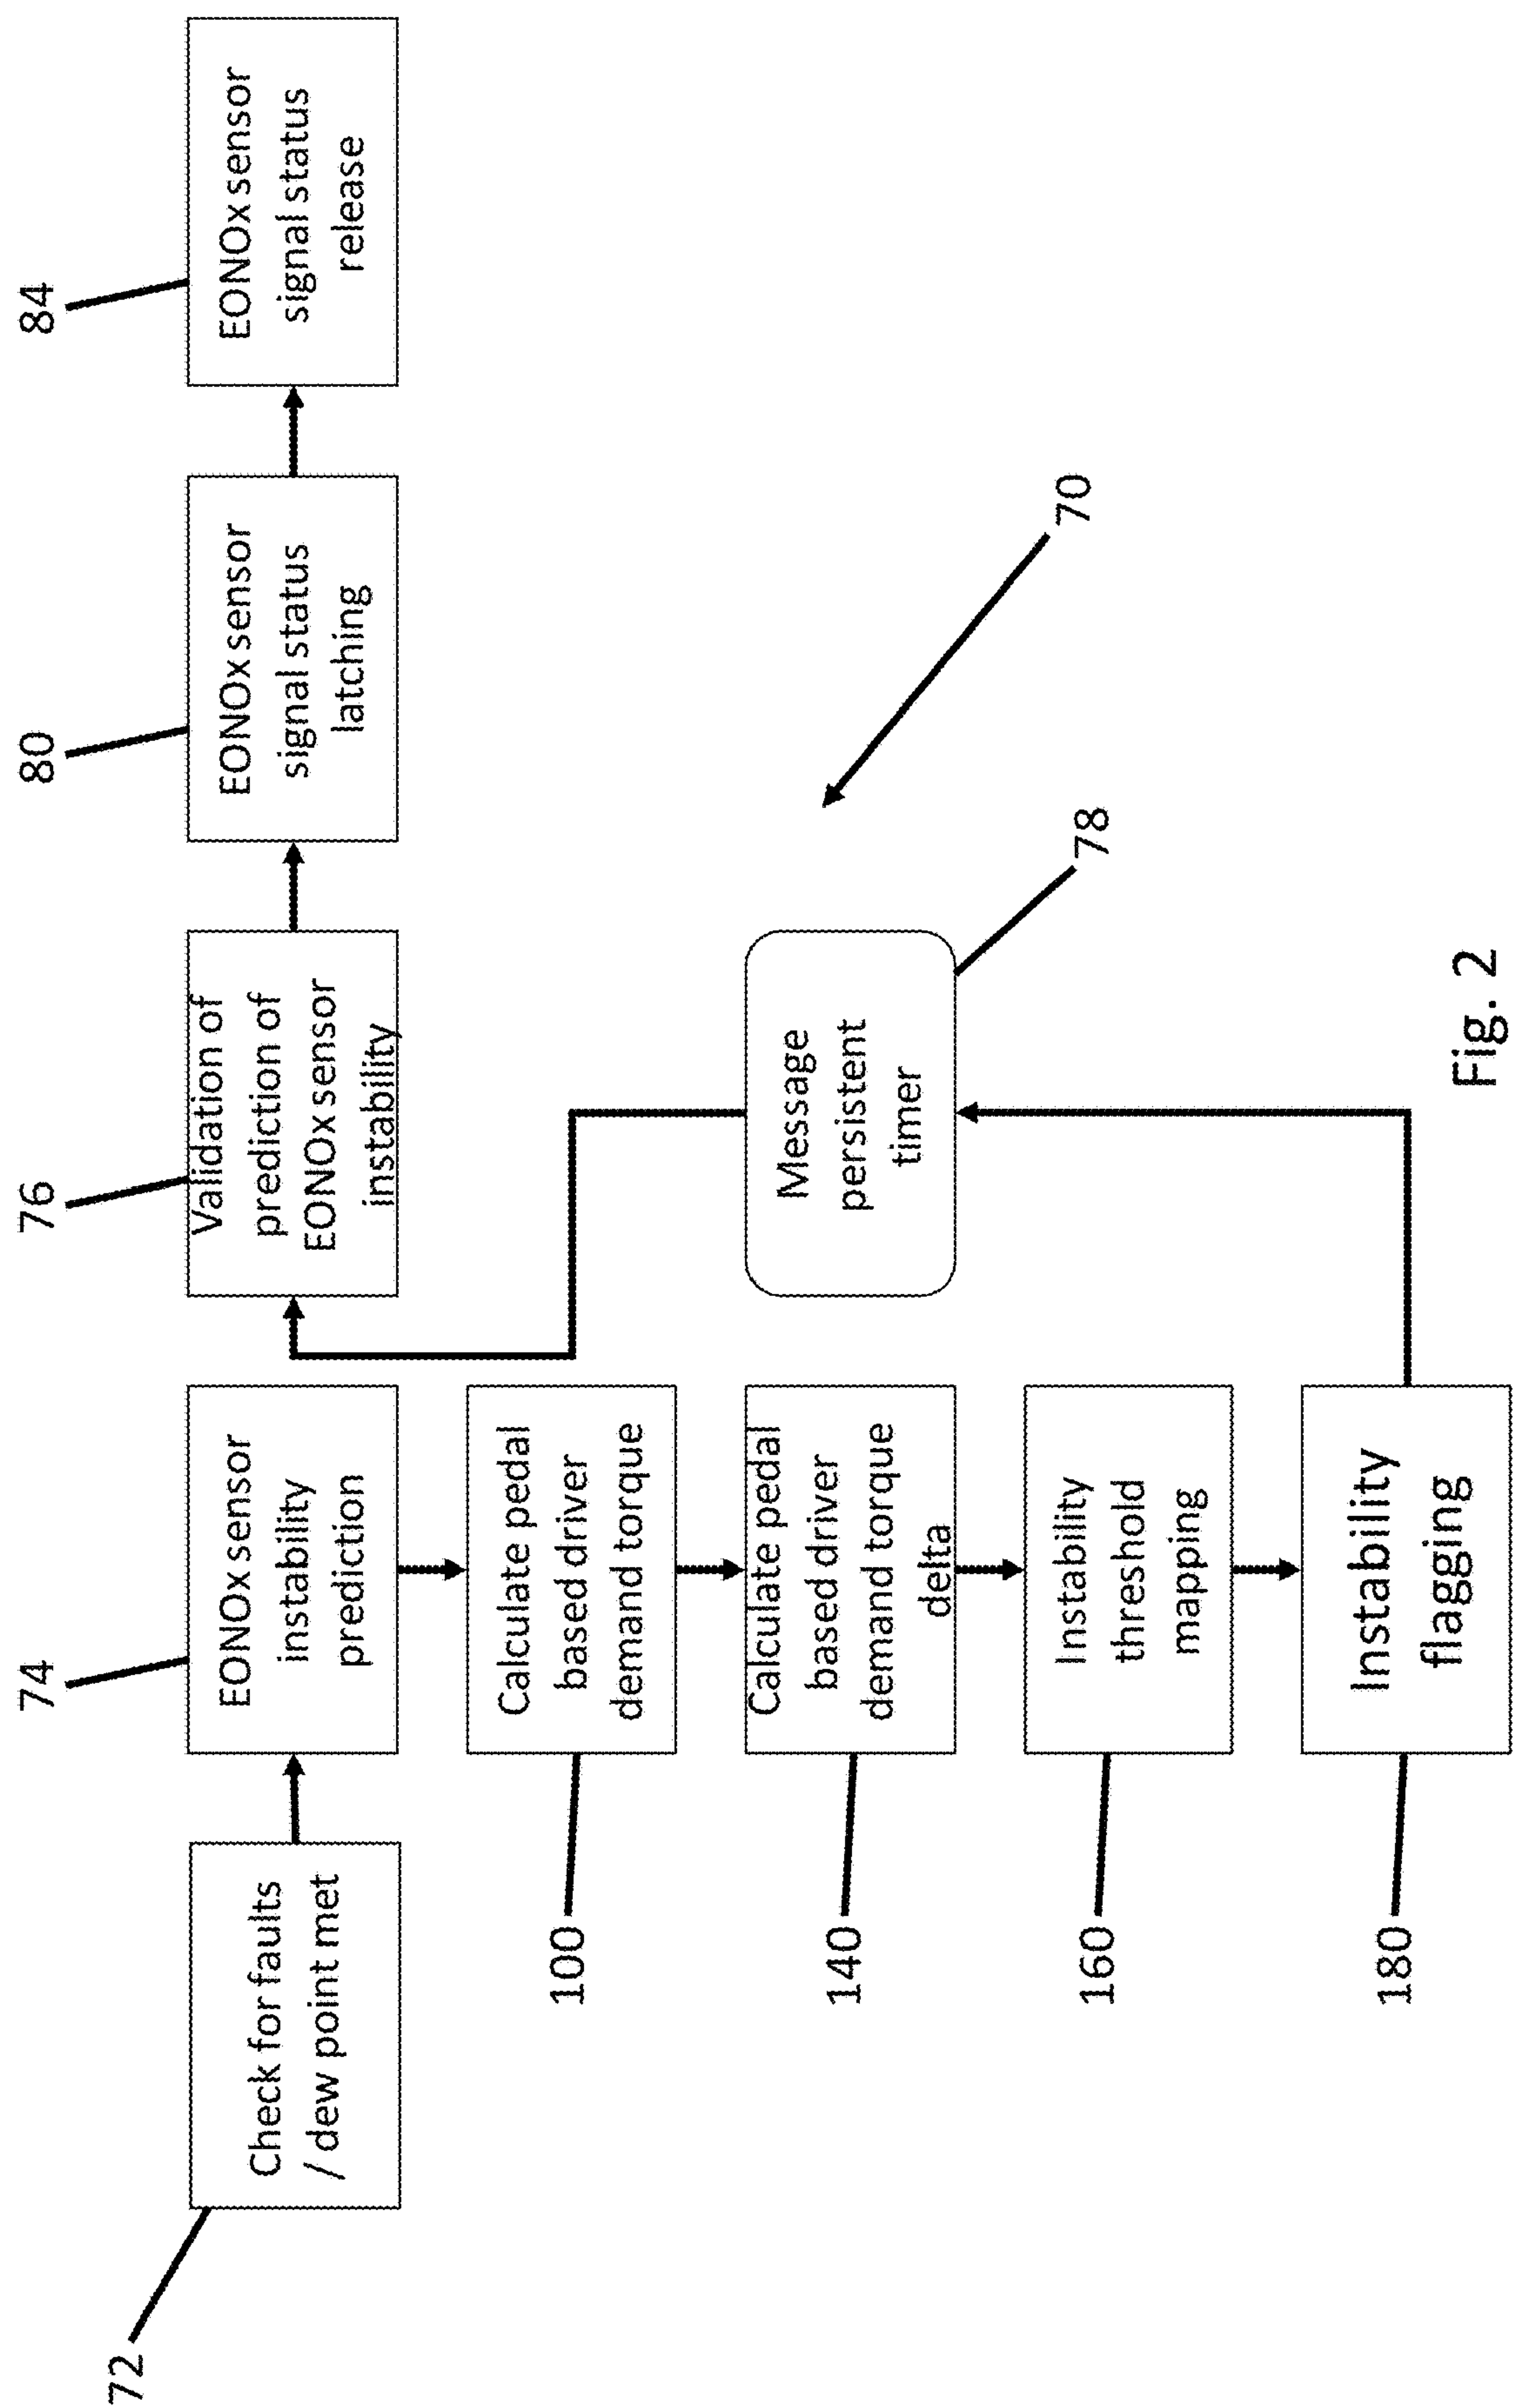 72
Check for faults
/ dew point met
74
EONOx sensor
instability
prediction
76
Validation of
prediction of
EONOx sensor
instability
80
EONOx sensor
signal status
latching
84
EONOx sensor
signal status
release
100
Calculate pedal
based driver
demand torque
140
Calculate pedal
based driver
demand torque
delta
160
Instability
threshold
mapping
180
Instability
flagging
Message
persistent
timer
78
70
Fig. 2